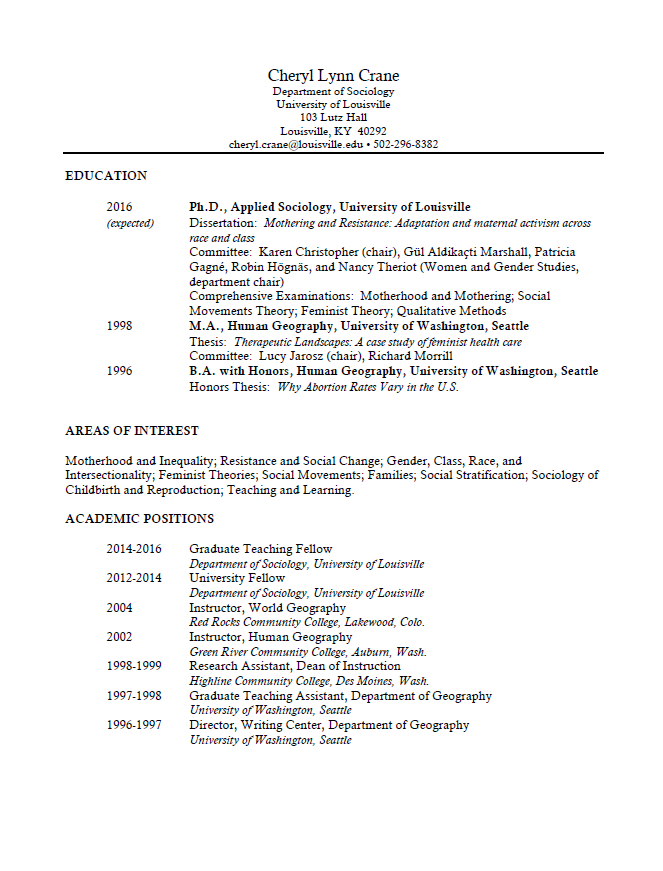 Cheryl Lynn Crane
Department of Sociology
University of Louisville
103 Lutz Hall
Louisville, KY  40292
cheryl.crane@louisville.edu • 502-296-8382
EDUCATION
2016 Ph.D., Applied Sociology, University of Louisville
(expected) Dissertation:  Mothering and Resistance: Adaptation and maternal activism across
race and class
Committee:  Karen Christopher (chair), Gül Aldikaçti Marshall, Patricia
Gagné, Robin Högnäs, and Nancy Theriot (Women and Gender Studies,
department chair)
Comprehensive Examinations:  Motherhood and Mothering; Social
Movements Theory; Feminist Theory; Qualitative Methods
1998 M.A., Human Geography, University of Washington, Seattle
Thesis:  Therapeutic Landscapes: A case study of feminist health care
Committee:  Lucy Jarosz (chair), Richard Morrill
1996 B.A. with Honors, Human Geography, University of Washington, Seattle
Honors Thesis:  Why Abortion Rates Vary in the U.S.
AREAS OF INTEREST
Motherhood and Inequality; Resistance and Social Change; Gender, Class, Race, and
Intersectionality; Feminist Theories; Social Movements; Families; Social Stratification; Sociology of
Childbirth and Reproduction; Teaching and Learning.
ACADEMIC POSITIONS
2014-2016 Graduate Teaching Fellow
Department of Sociology, University of Louisville
2012-2014 University Fellow
Department of Sociology, University of Louisville
2004 Instructor, World Geography
Red Rocks Community College, Lakewood, Colo.
2002 Instructor, Human Geography
Green River Community College, Auburn, Wash.
1998-1999 Research Assistant, Dean of Instruction
Highline Community College, Des Moines, Wash.
1997-1998 Graduate Teaching Assistant, Department of Geography
University of Washington, Seattle
1996-1997 Director, Writing Center, Department of Geography
University of Washington, Seattle